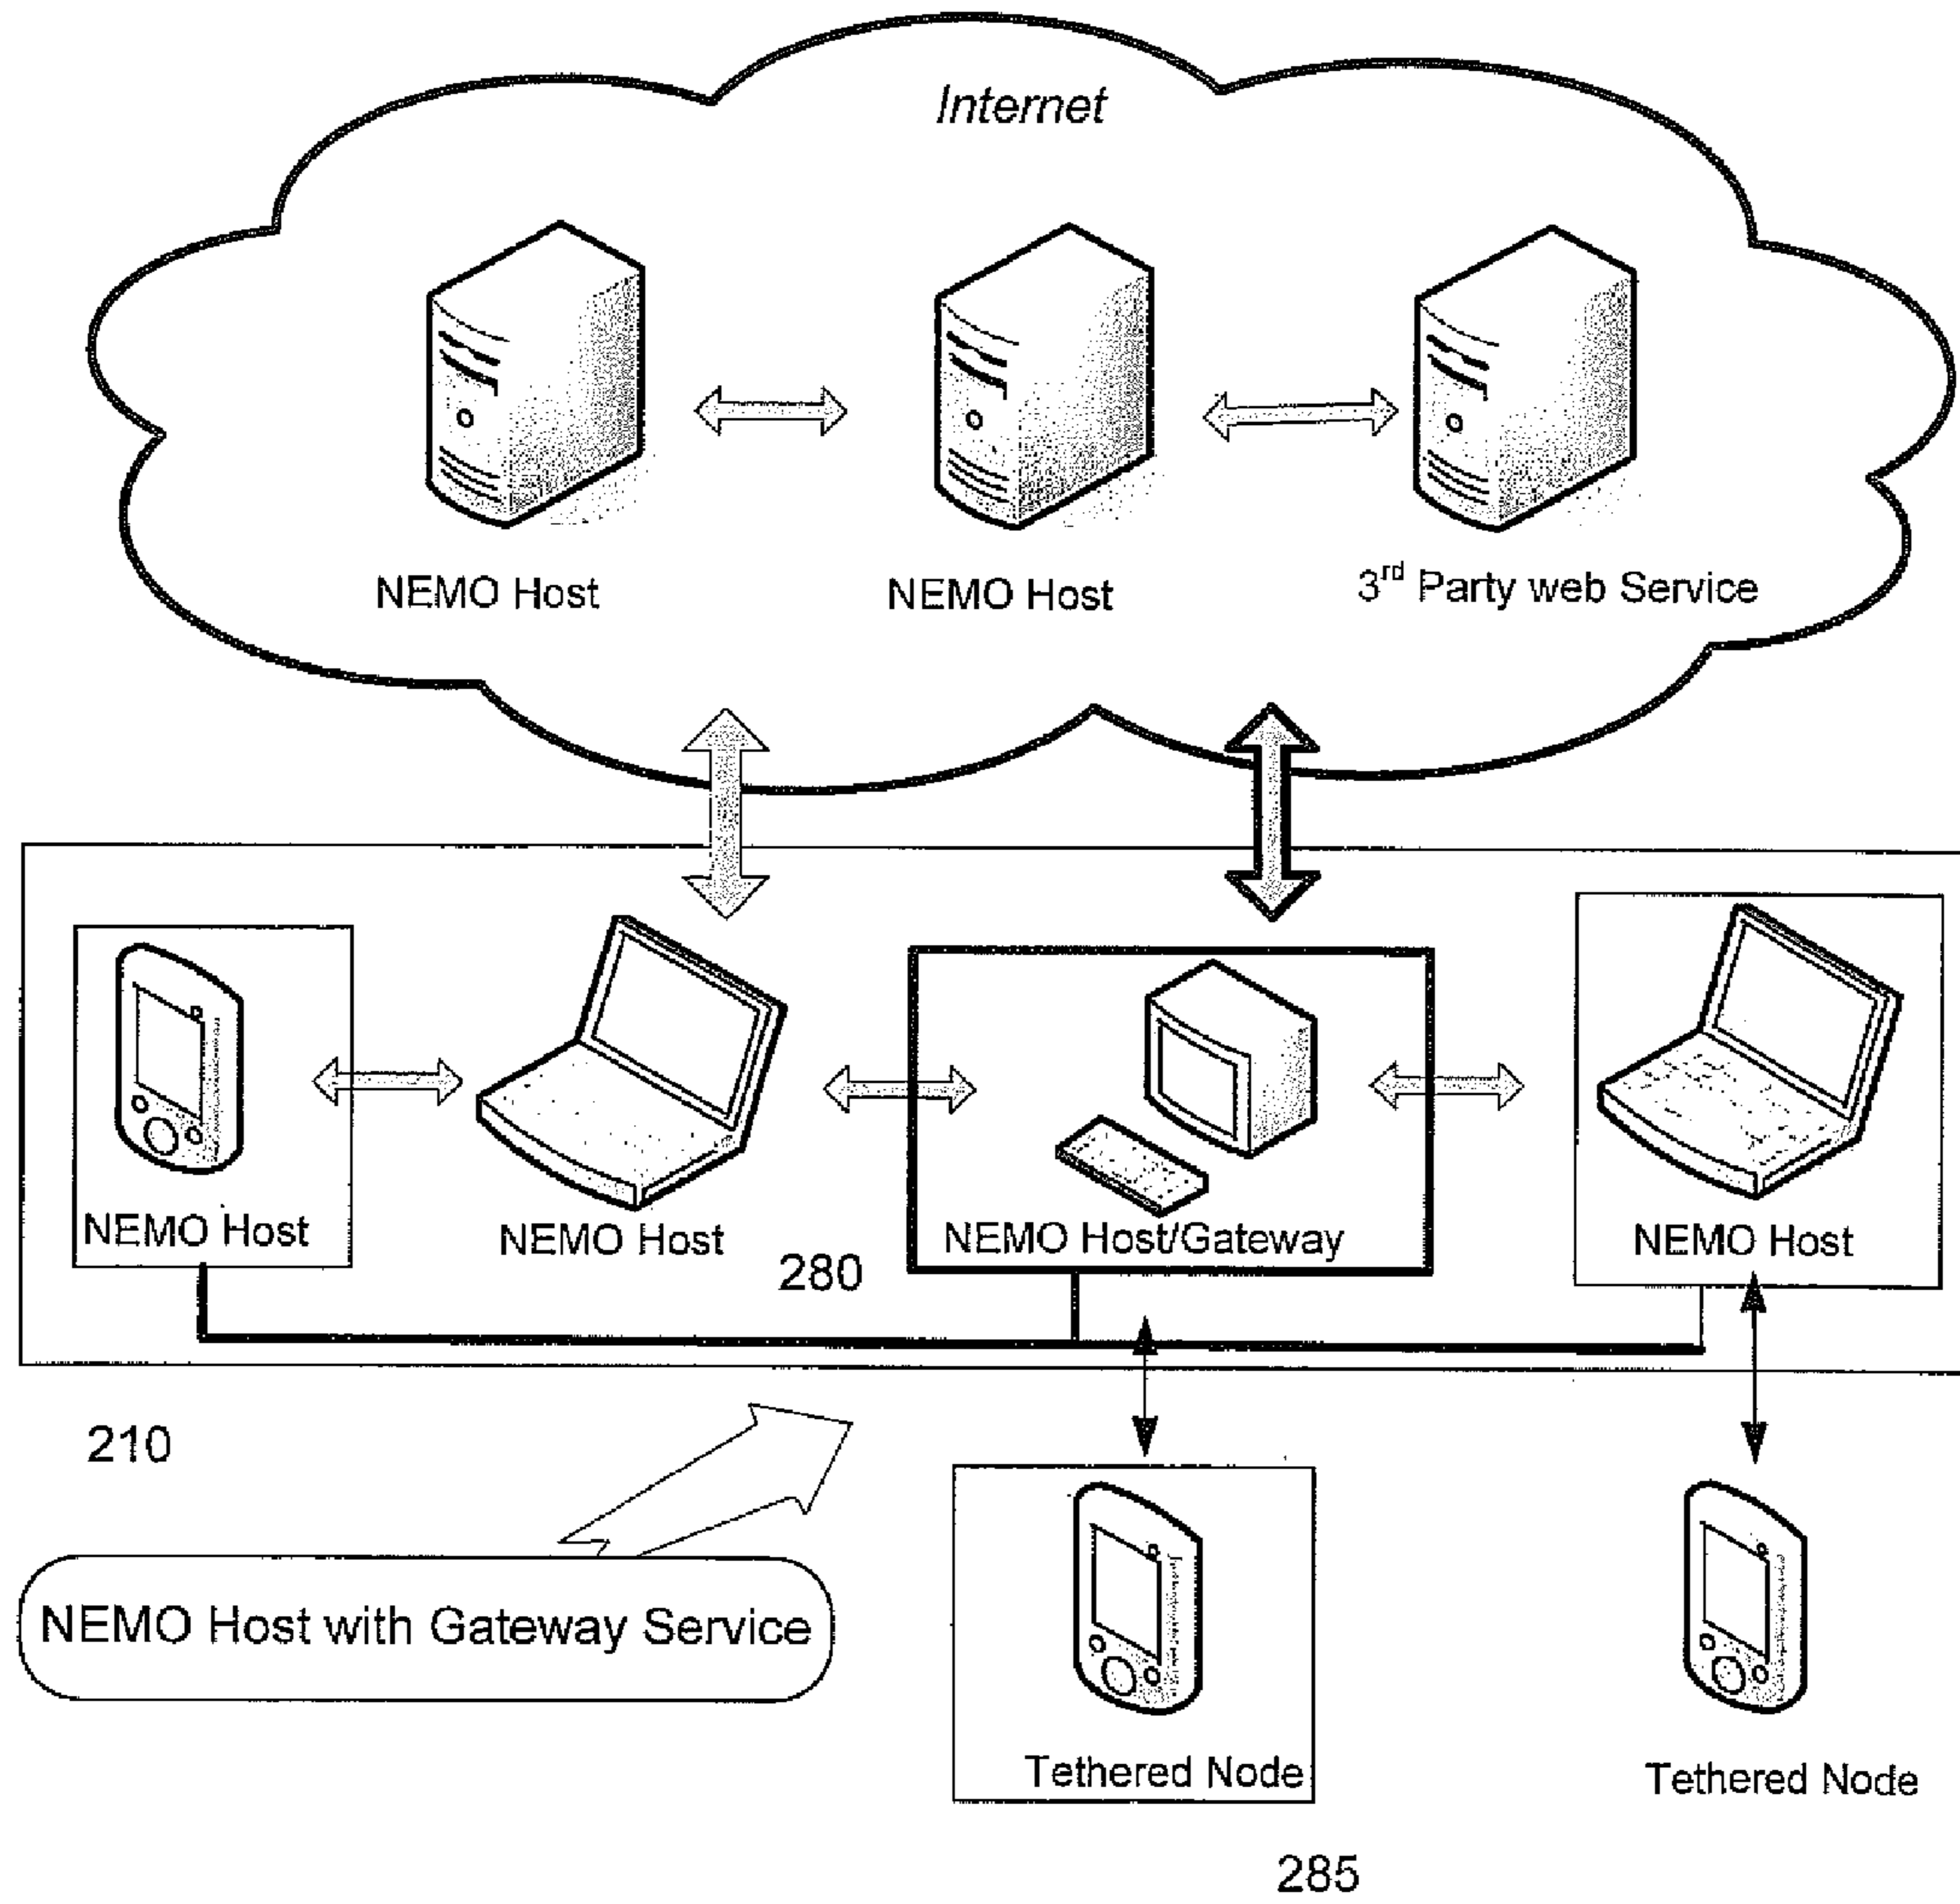 Internet
NEMO Host
NEMO Host
3rd Party web Service
NEMO Host
NEMO Host
280
NEMO Host/Gateway
NEMO Host
210
NEMO Host with Gateway Service
Tethered Node
Tethered Node
285